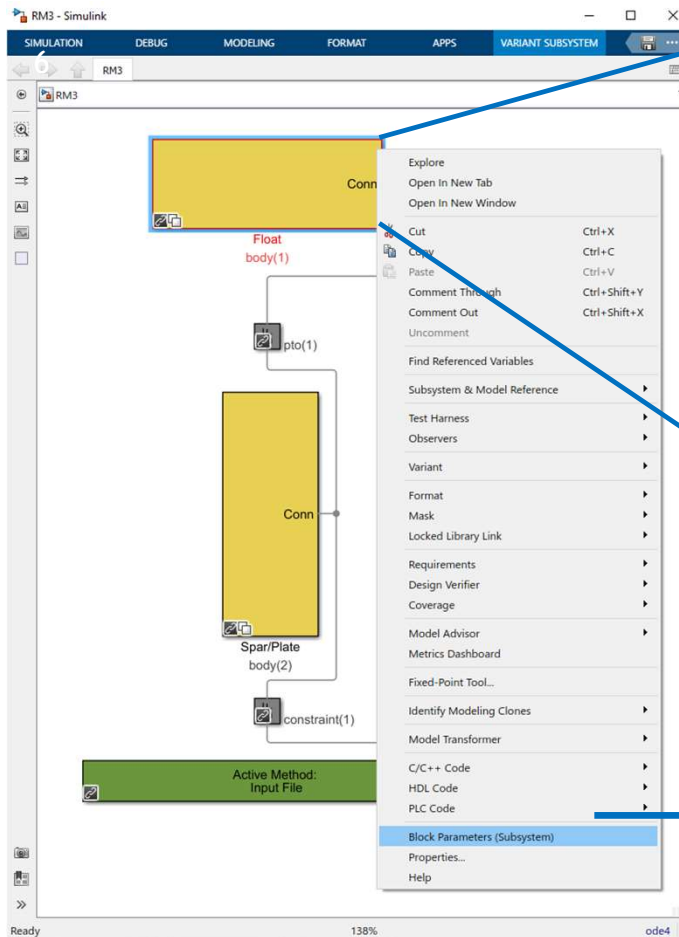 RM3 - Simulink
SIMULATION DEBUG MODELING FORMAT APPS VARIANT SUBSYSTEM
6
RM3
RM3
Conn
Float
body(1)
pto(1)
Conn
Spar/Plate
body(2)
constraint(1)
Active Method:
Input File
Explore
Open In New Tab
Open In New Window
Cut Ctrl+X
Copy Ctrl+C
Paste Ctrl+V
Comment Through Ctrl+Shift+Y
Comment Out Ctrl+Shift+X
Uncomment
Find Referenced Variables
Subsystem & Model Reference
Test Harness
Observers
Variant
Format
Mask
Locked Library Link
Requirements
Design Verifier
Coverage
Model Advisor
Metrics Dashboard
Fixed-Point Tool...
Identify Modeling Clones
Model Transformer
C/C++ Code
HDL Code
PLC Code
Block Parameters (Subsystem)
Properties...
Help
Ready 138% ode4